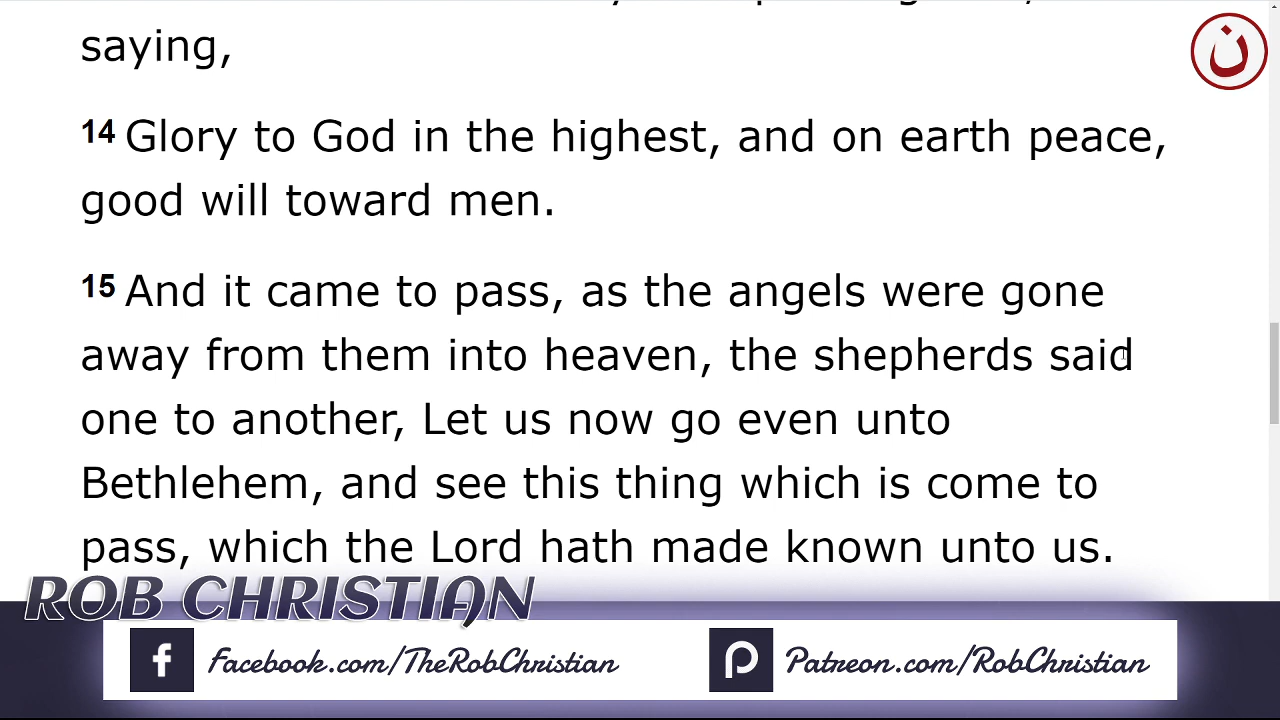 saying,
ن
14 Glory to God in the highest, and on earth peace,
good will toward men.
15 And it came to pass, as the angels were gone
away from them into heaven, the shepherds said
one to another, Let us now go even unto
Bethlehem, and see this thing which is come to
pass, which the Lord hath made known unto us.
ROB CHRISTIAN
Facebook.com/TheRobChristian
Patreon.com/RobChristian